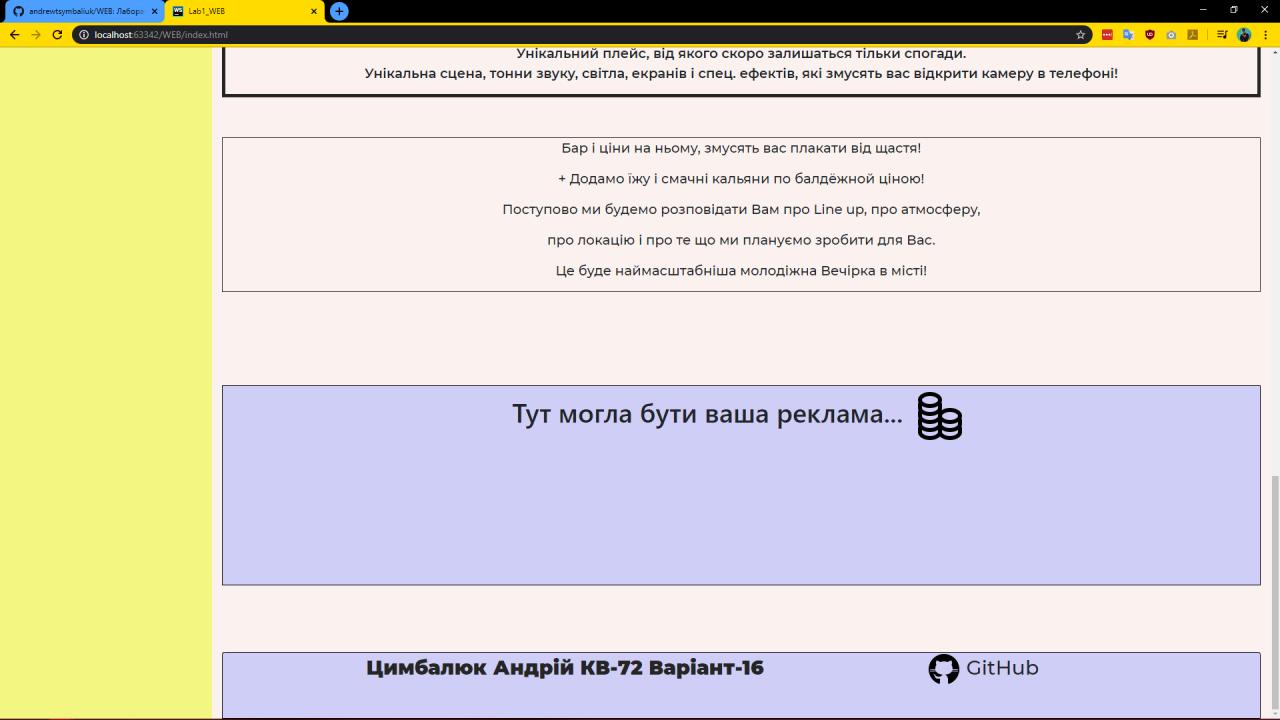 andrewtsymbaliuk/WEB: Лабора
Lab1_WEB
localhost:63342/WEB/index.html
Унікальний плейс, від якого скоро залишаться тільки спогади.
Унікальна сцена, тонни звуку, світла, екранів і спец. ефектів, які змусять вас відкрити камеру в телефоні!
Бар і ціни на ньому, змусять вас плакати від щастя!
+ Додамо їжу і смачні кальяни по балдёжной ціною!
Поступово ми будемо розповідати Вам про Line up, про атмосферу,
про локацію і про те що ми плануємо зробити для Вас.
Це буде наймасштабніша молодіжна Вечірка в місті!
Тут могла бути ваша реклама...
Цимбалюк Андрій КВ-72 Варіант-16
GitHub